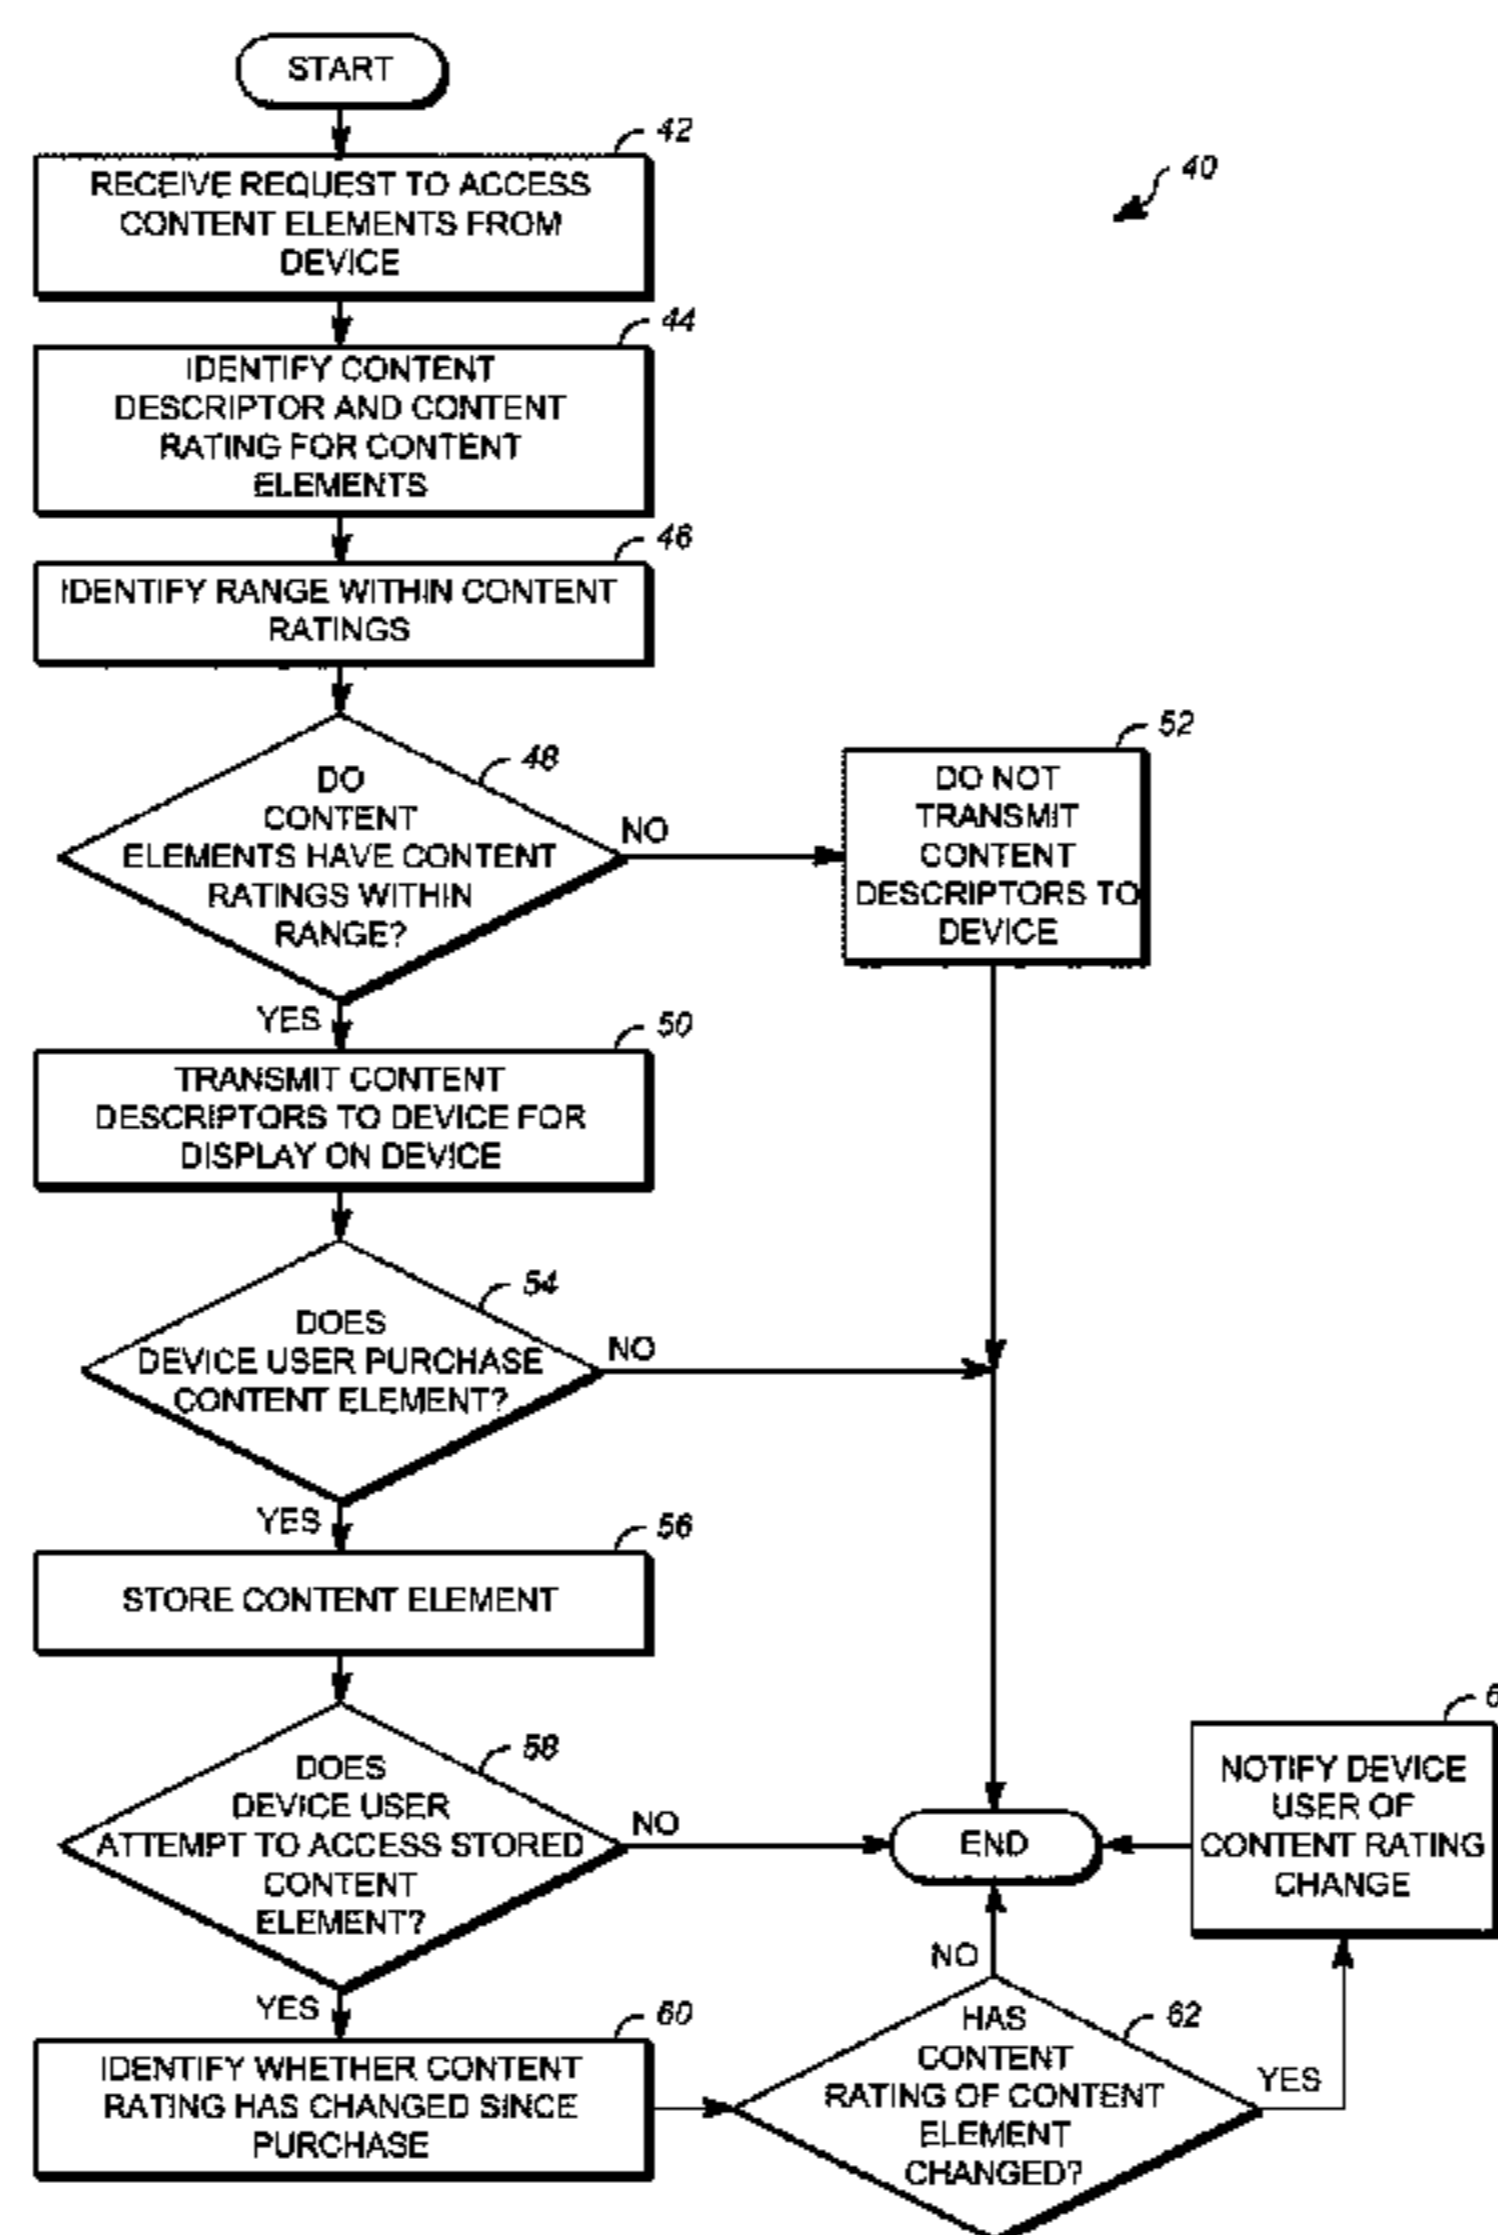 START
42
RECEIVE REQUEST TO ACCESS
CONTENT ELEMENTS FROM
DEVICE
40
44
IDENTIFY CONTENT
DESCRIPTOR AND CONTENT
RATING FOR CONTENT
ELEMENTS
46
IDENTIFY RANGE WITHIN CONTENT
RATINGS
48
DO
CONTENT
ELEMENTS HAVE CONTENT
RATINGS WITHIN
RANGE?
NO
52
DO NOT
TRANSMIT
CONTENT
DESCRIPTORS TO
DEVICE
YES
50
TRANSMIT CONTENT
DESCRIPTORS TO DEVICE FOR
DISPLAY ON DEVICE
54
DOES
DEVICE USER PURCHASE
CONTENT ELEMENT?
NO
YES
56
STORE CONTENT ELEMENT
58
DOES
DEVICE USER
ATTEMPT TO ACCESS STORED
CONTENT
ELEMENT?
NO
END
NOTIFY DEVICE
USER OF
CONTENT RATING
CHANGE
YES
60
IDENTIFY WHETHER CONTENT
RATING HAS CHANGED SINCE
PURCHASE
NO
62
HAS
CONTENT
RATING OF CONTENT
ELEMENT
CHANGED?
YES